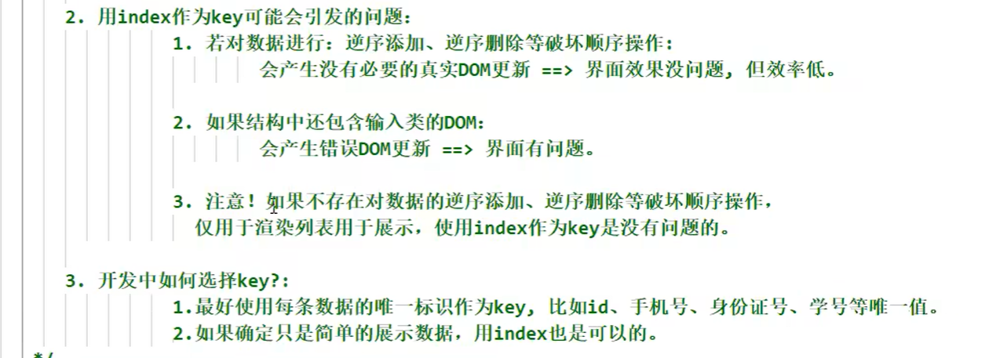 2. 用index作为key可能会引发的问题:
1. 若对数据进行: 逆序添加、逆序删除等破坏顺序操作:
会产生没有必要的真实DOM更新 ==> 界面效果没问题, 但效率低。
2. 如果结构中还包含输入类的DOM:
会产生错误DOM更新 ==> 界面有问题。
3. 注意! 如果不存在对数据的逆序添加、逆序删除等破坏顺序操作,
仅用于渲染列表用于展示, 使用index作为key是没有问题的。
3. 开发中如何选择key?:
1.最好使用每条数据的唯一标识作为key, 比如id、手机号、身份证号、学号等唯一值。
2.如果确定只是简单的展示数据, 用index也是可以的。
*/